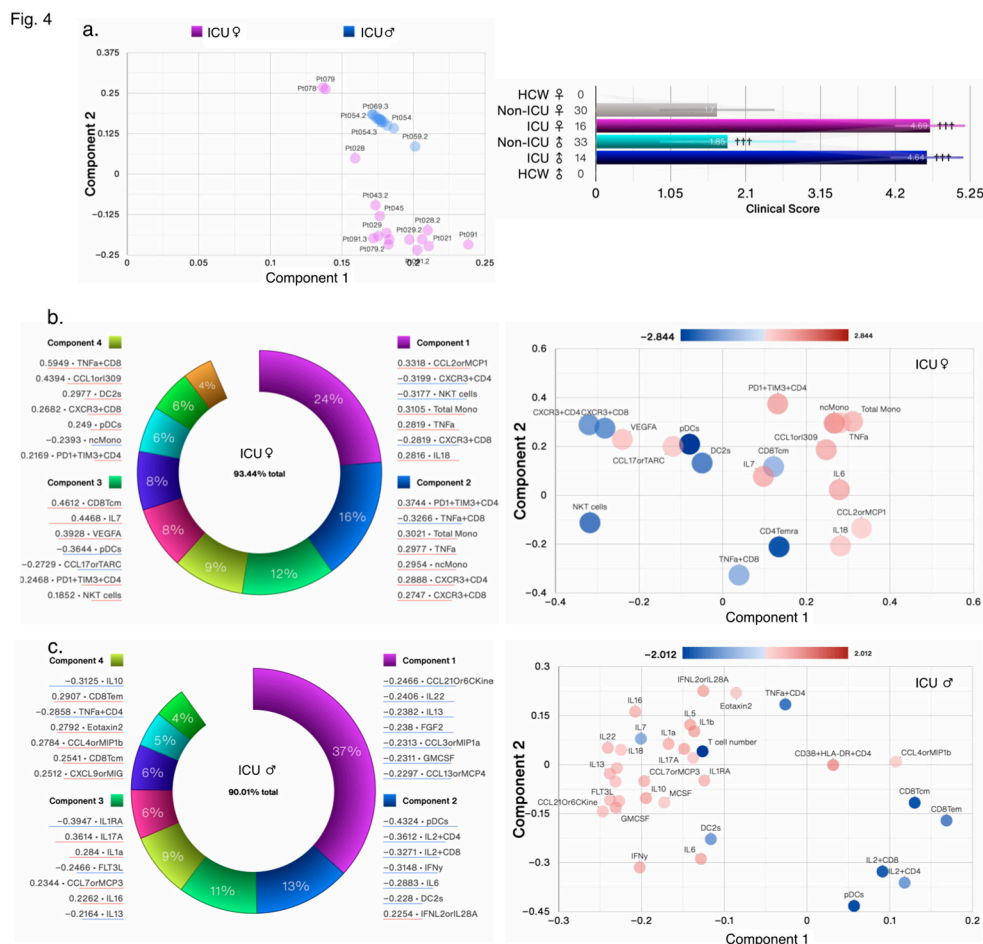 Fig. 4
a.
ICU♀
ICU♂
0.375
0.25
0.125
0
-0.125
-0.25
0
0.05
0.1
0.15
0.2
0.25
Component 2
Component 1
Pt079
Pt078
Pt069.3
Pt054.2
Pt054
Pt054.3
Pt059.2
Pt028
Pt043.2
Pt045
Pt028.2
Pt029
Pt029.2
Pt091.3
Pt021
Pt091
Pt079.2
HCW ♀ 0
Non-ICU ♀ 30
1.7
ICU ♀ 16
4.69
†††
Non-ICU ♂ 33
1.85
†††
ICU ♂ 14
4.64
†††
HCW ♂ 0
0
1.05
2.1
3.15
4.2
5.25
Clinical Score
b.
Component 4
0.5949 • TNFa+CD8
0.4394 • CCL1orI309
0.2977 • DC2s
0.2682 • CXCR3+CD8
0.249 • pDCs
−0.2393 • ncMono
0.2169 • PD1+TIM3+CD4
Component 3
0.4612 • CD8Tcm
0.4468 • IL7
0.3928 • VEGFA
−0.3644 • pDCs
−0.2729 • CCL17orTARC
0.2468 • PD1+TIM3+CD4
0.1852 • NKT cells
ICU♀
93.44% total
24%
16%
12%
9%
8%
8%
6%
6%
4%
Component 1
0.3318 • CCL2orMCP1
−0.3199 • CXCR3+CD4
−0.3177 • NKT cells
0.3105 • Total Mono
0.2819 • TNFa
−0.2819 • CXCR3+CD8
0.2816 • IL18
Component 2
0.3744 • PD1+TIM3+CD4
−0.3266 • TNFa+CD8
0.3021 • Total Mono
0.2977 • TNFa
0.2954 • ncMono
0.2888 • CXCR3+CD4
0.2747 • CXCR3+CD8
−2.844
2.844
ICU♀
0.6
0.4
0.2
0
−0.2
−0.4
−0.4
−0.2
0
0.2
0.4
0.6
Component 2
Component 1
PD1+TIM3+CD4
CXCR3+CD4
CXCR3+CD8
VEGFA
pDCs
ncMono
Total Mono
TNFa
CCL1orI309
CCL17orTARC
DC2s
CD8Tcm
IL7
IL6
NKT cells
CCL2orMCP1
IL18
CD4Temra
TNFa+CD8
c.
Component 4
−0.3125 • IL10
0.2907 • CD8Tem
−0.2858 • TNFa+CD4
0.2792 • Eotaxin2
0.2784 • CCL4orMIP1b
0.2541 • CD8Tcm
0.2512 • CXCL9orMIG
Component 3
−0.3947 • IL1RA
0.3614 • IL17A
0.284 • IL1a
−0.2466 • FLT3L
0.2344 • CCL7orMCP3
0.2262 • IL16
−0.2164 • IL13
ICU ♂
90.01% total
37%
13%
11%
9%
6%
6%
5%
4%
Component 1
−0.2466 • CCL21Or6CKine
−0.2406 • IL22
−0.2382 • IL13
−0.238 • FGF2
−0.2313 • CCL3orMIP1a
−0.2311 • GMCSF
−0.2297 • CCL13orMCP4
Component 2
−0.4324 • pDCs
−0.3612 • IL2+CD4
−0.3271 • IL2+CD8
−0.3148 • IFNy
−0.2883 • IL6
−0.228 • DC2s
0.2254 • IFNL2orIL28A
−2.012
2.012
ICU ♂
0.3
0.15
0
−0.15
−0.3
−0.45
−0.3
−0.2
−0.1
0
0.1
0.2
Component 2
Component 1
IFNL2orIL28A
Eotaxin2
TNFa+CD4
IL16
IL5
IL1b
IL7
IL1a
IL22
IL18
T cell number
IL17A
CD38+HLA-DR+CD4
CCL4orMIP1b
IL13
CCL7orMCP3
IL1RA
FLT3L
IL10
MCSF
CCL21Or6CKine
GMCSF
CD8Tcm
CD8Tem
DC2s
IL6
IFNy
IL2+CD8
IL2+CD4
pDCs